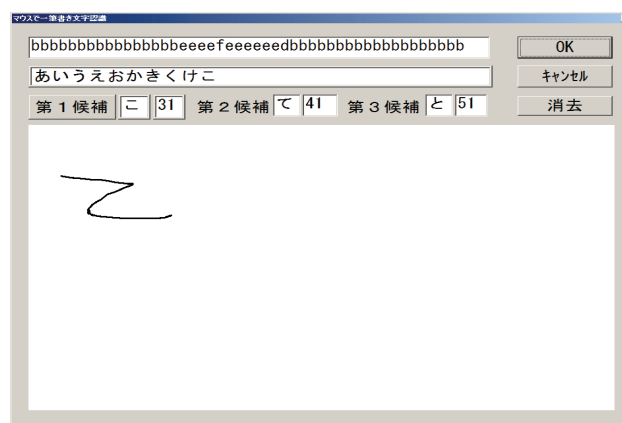 マウスで一筆書き文字認識
bbbbbbbbbbbbbbbbeeeefeeeeeedbbbbbbbbbbbbbbbbbbb OK
あいうえおかきくけこ キャンセル
第1候補 こ 31 第2候補 て 41 第3候補 と 51 消去
こ